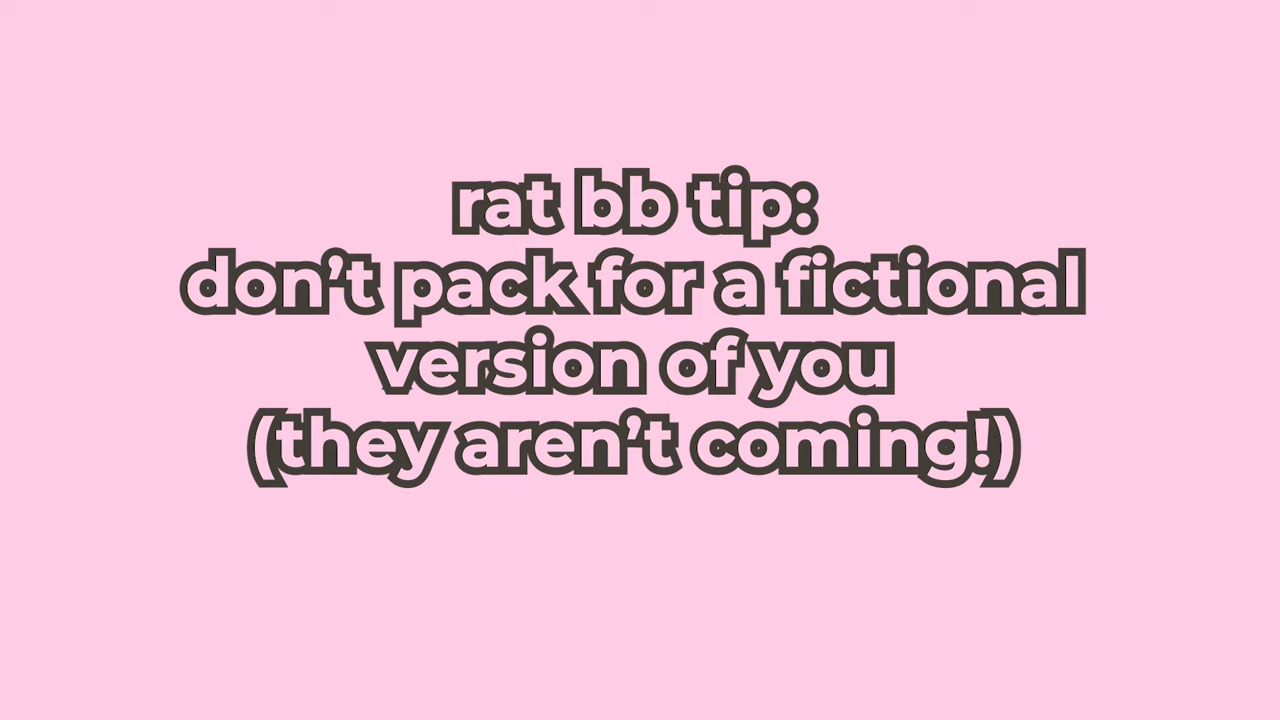 rat bb tip:
don’t pack for a fictional
version of you
(they aren’t coming!)